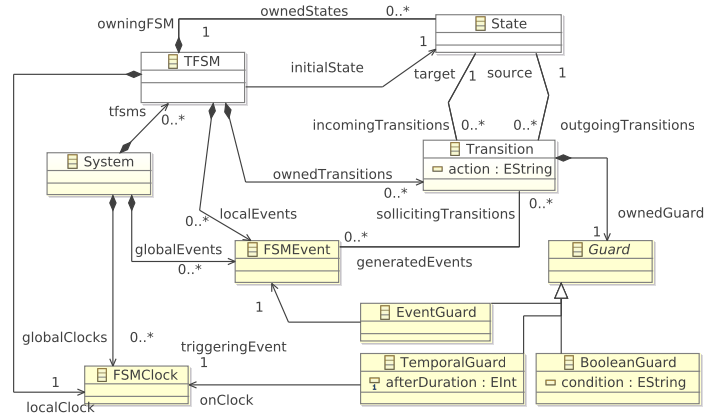 ownedStates
0..*
State
owningFSM
1
TFSM
initialState
1
target
1
source
1
tfsms
0..*
incomingTransitions
0..*
0..*
outgoingTransitions
System
Transition
action : EString
ownedTransitions
0..*
0..*
localEvents
sollicitingTransitions
0..*
ownedGuard
1
globalEvents
0..*
FSMEvent
0..*
generatedEvents
Guard
1
EventGuard
globalClocks
0..*
triggeringEvent
1
FSMClock
TemporalGuard
afterDuration : EInt
BooleanGuard
condition : EString
1
localClock
onClock